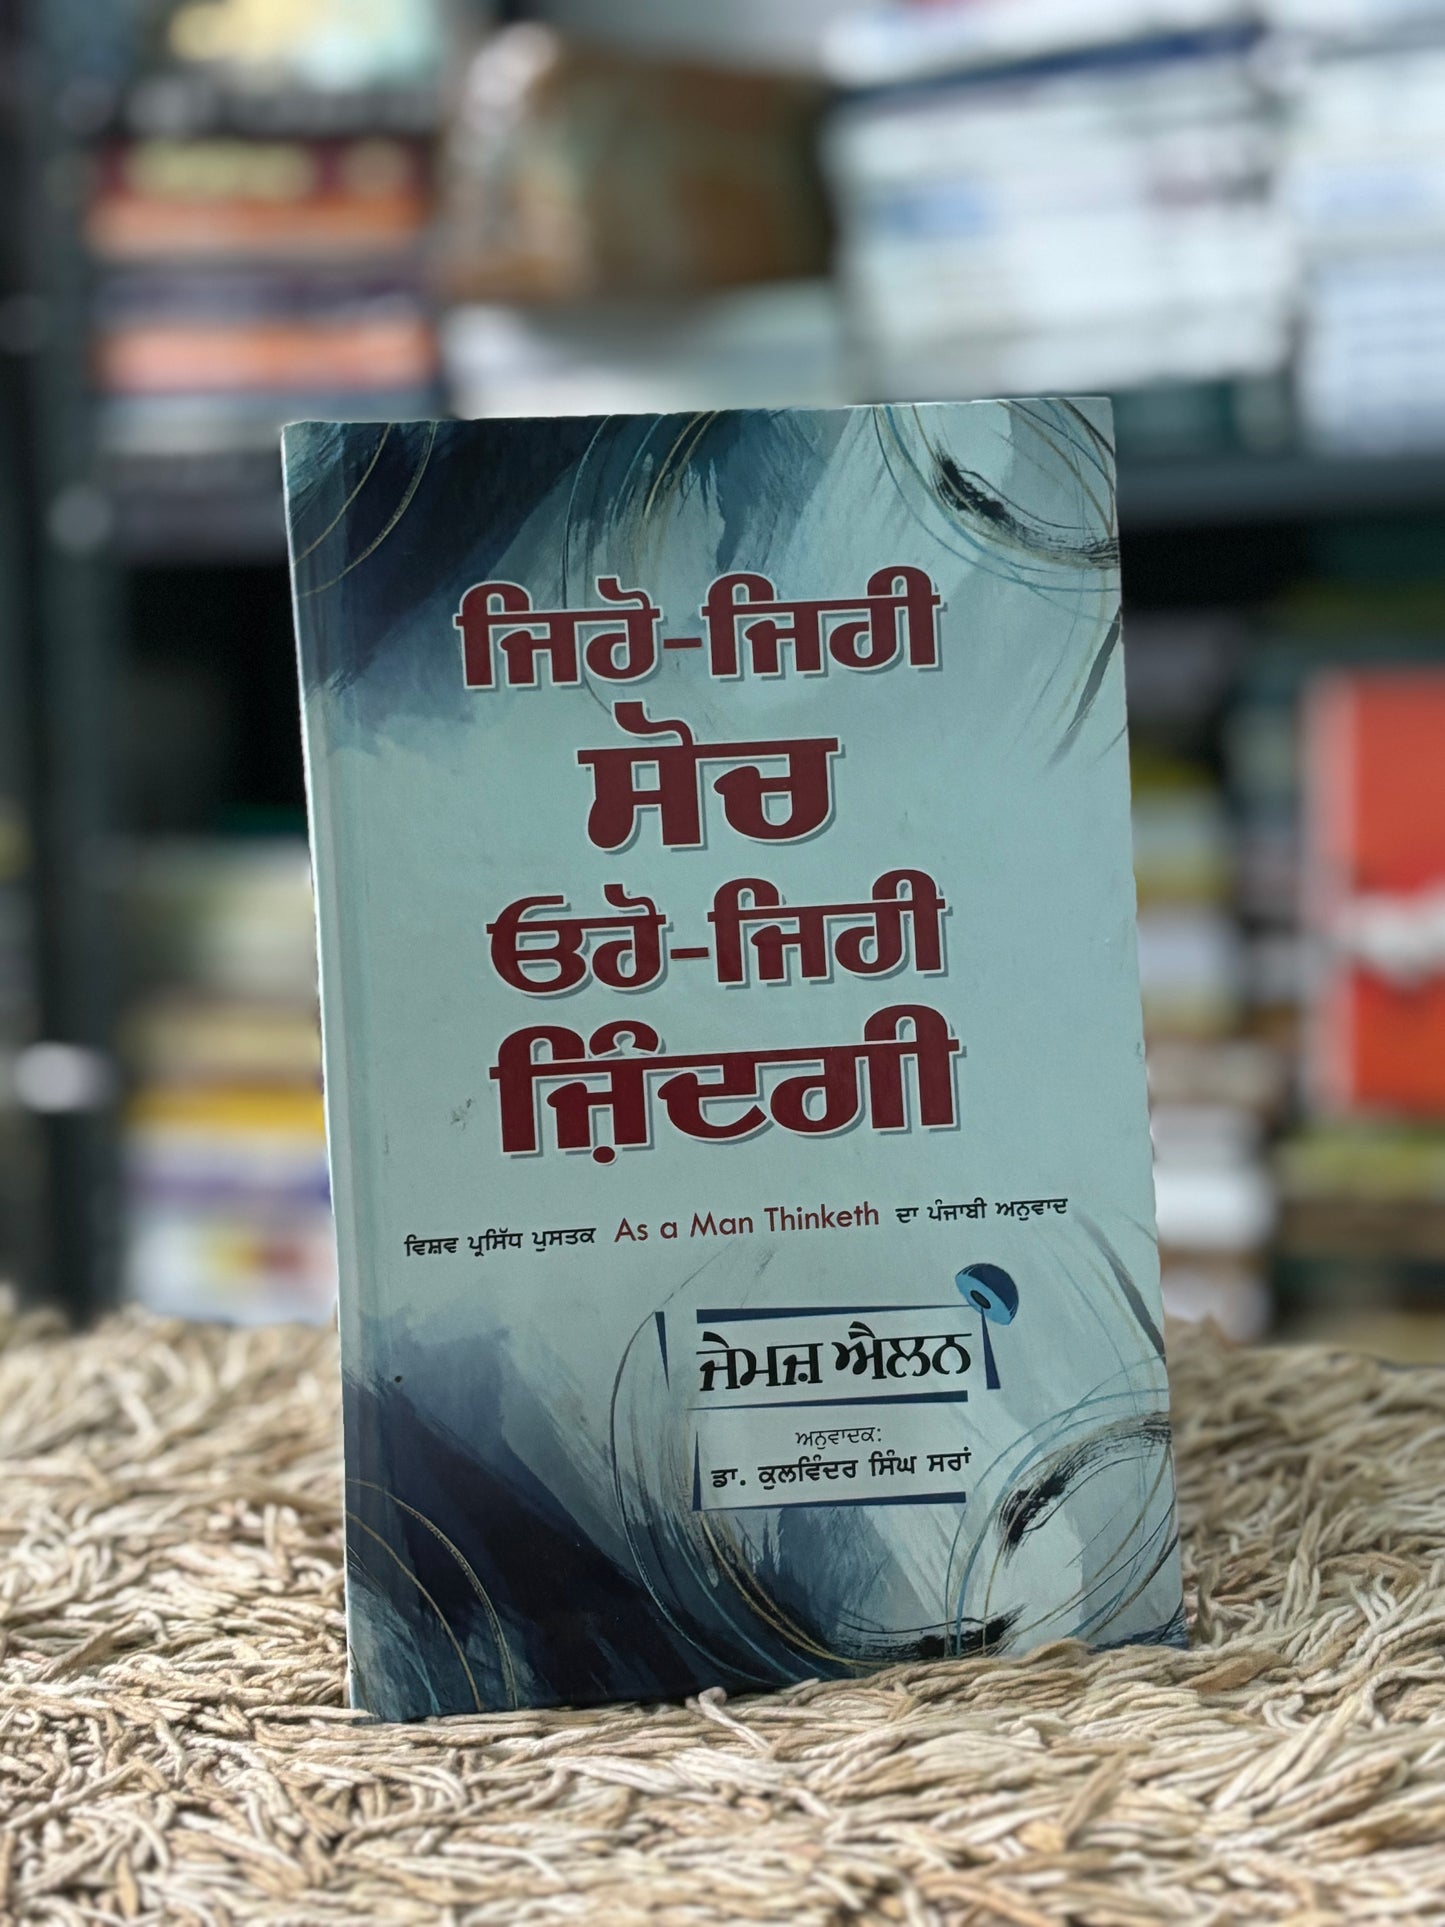 ਜਿਹੋ-ਜਿਹੀ
ਸੋਚ
ਓਹੋ-ਜਿਹੀ
ਜ਼ਿੰਦਗੀ
ਵਿਸ਼ਵ ਪ੍ਰਸਿੱਧ ਪੁਸਤਕ As a Man Thinketh ਦਾ ਪੰਜਾਬੀ ਅਨੁਵਾਦ
ਜੇਮਜ਼ ਐਲਨ
ਅਨੁਵਾਦਕ:
ਡਾ. ਕੁਲਵਿੰਦਰ ਸਿੰਘ ਸਰਾਂ